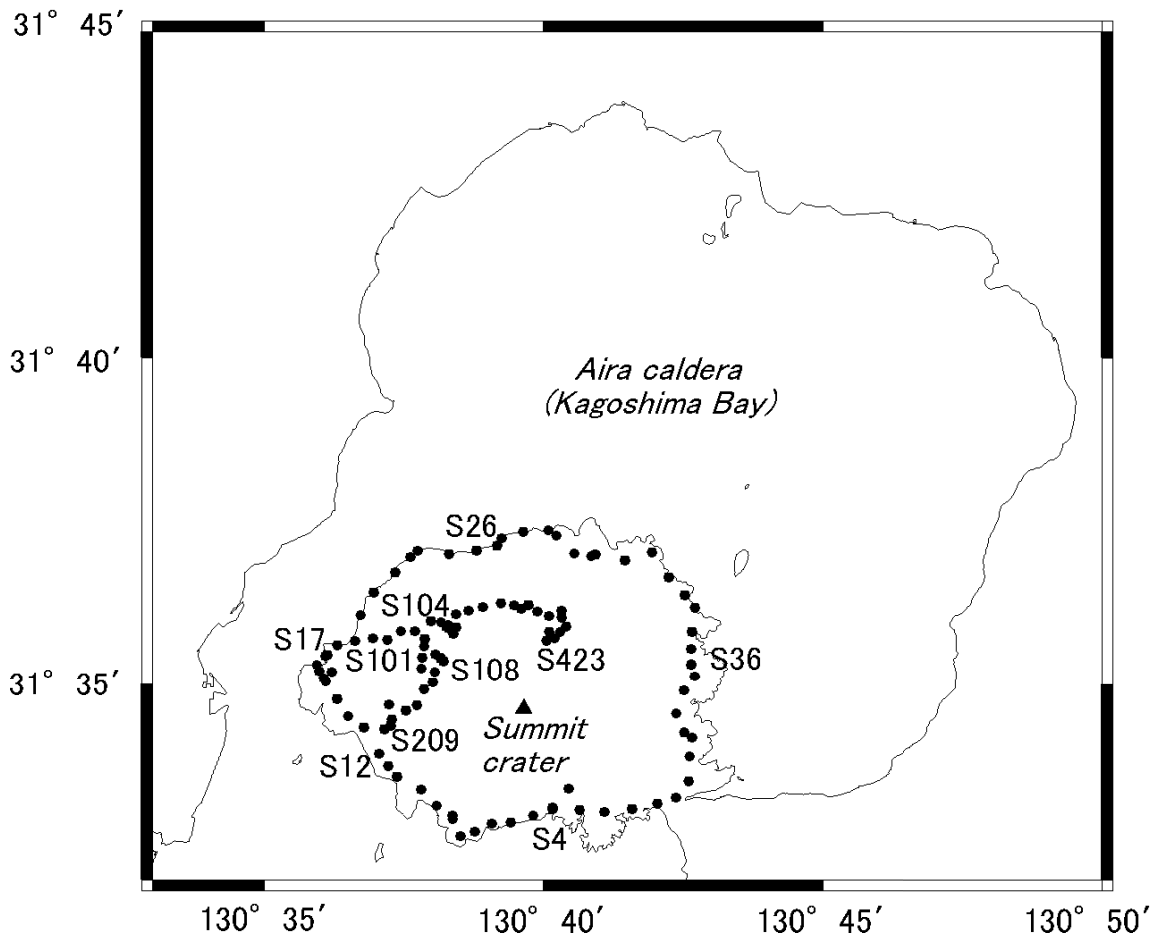 31° 45′
31° 40′
Aira caldera
(Kagoshima Bay)
S26
S104
S17
S101
S108
S423
S36
31° 35′
S209
Summit
crater
S12
S4
130° 35′
130° 40′
130° 45′
130° 50′